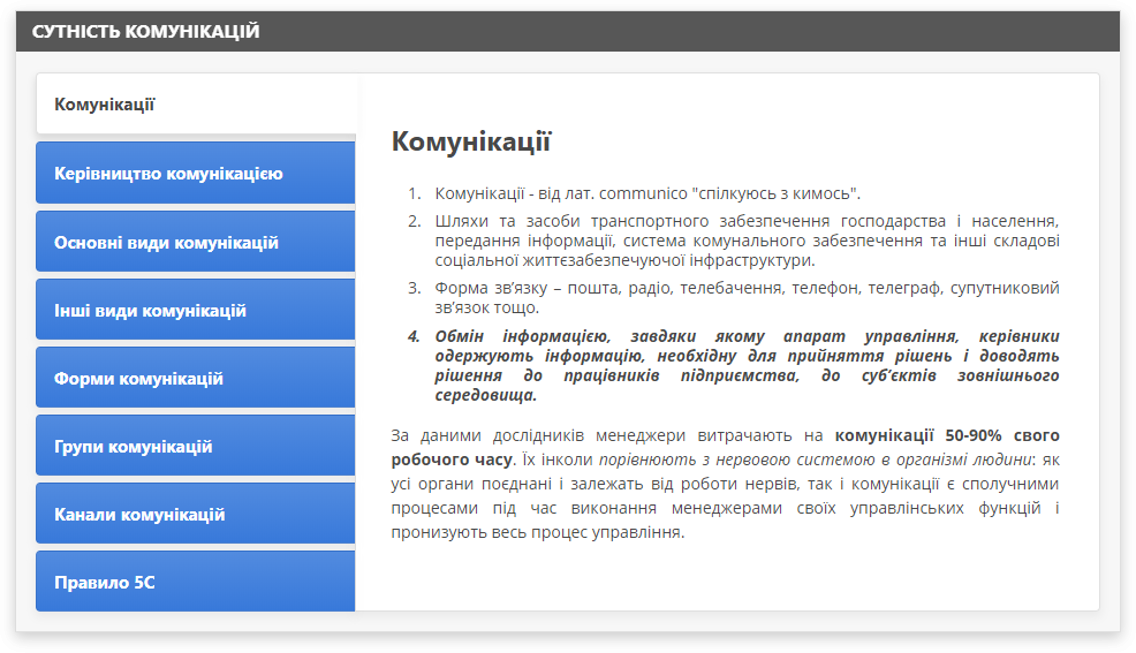 СУТНІСТЬ КОМУНІКАЦІЙ
Комунікації
Керівництво комунікацією
Основні види комунікацій
Інші види комунікацій
Форми комунікацій
Групи комунікацій
Канали комунікацій
Правило 5С
Комунікації
1. Комунікації - від лат. communico "спілкуюсь з кимось".
2. Шляхи та засоби транспортного забезпечення господарства і населення,
передання інформації, система комунального забезпечення та інші складові
соціальної життєзабезпечуючої інфраструктури.
3. Форма зв’язку – пошта, радіо, телебачення, телефон, телеграф, супутниковий
зв’язок тощо.
4. Обмін інформацією, завдяки якому апарат управління, керівники
одержують інформацію, необхідну для прийняття рішень і доводять
рішення до працівників підприємства, до суб’єктів зовнішнього
середовища.
За даними дослідників менеджери витрачають на комунікації 50-90% свого
робочого часу. Їх інколи порівнюють з нервовою системою в організмі людини: як
усі органи поєднані і залежать від роботи нервів, так і комунікації є сполучними
процесами під час виконання менеджерами своїх управлінських функцій і
пронизують весь процес управління.